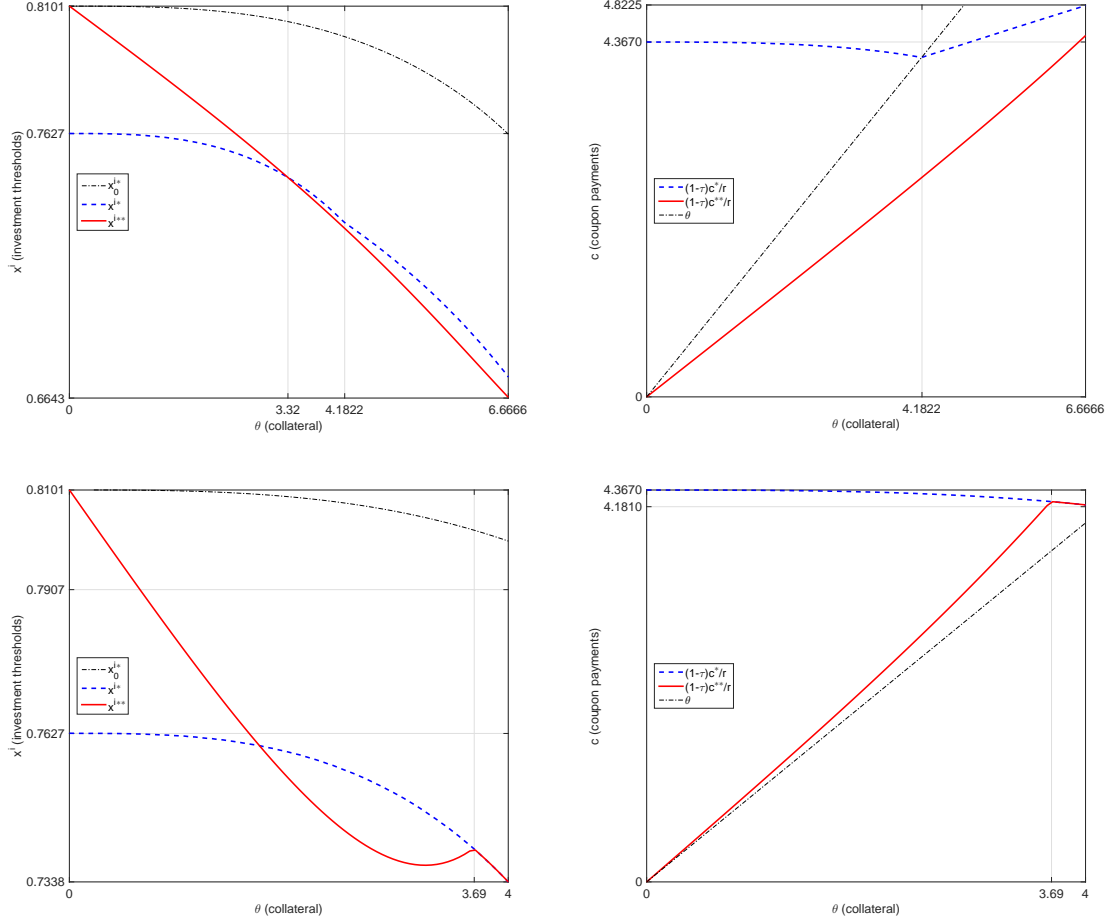 0.8101
0.7627
0.6643
x^i (investment thresholds)
x_0^{i*}
x^{i*}
x^{i**}
0
3.32
4.1822
6.6666
θ (collateral)
4.8225
4.3670
0
c (coupon payments)
(1-τ)c*/r
(1-τ)c**/r
θ
0
4.1822
6.6666
θ (collateral)
0.8101
0.7907
0.7627
0.7338
x^i (investment thresholds)
x_0^{i*}
x^{i*}
x^{i**}
0
3.69
4
θ (collateral)
4.3670
4.1810
0
c (coupon payments)
(1-τ)c*/r
(1-τ)c**/r
θ
0
3.69
4
θ (collateral)